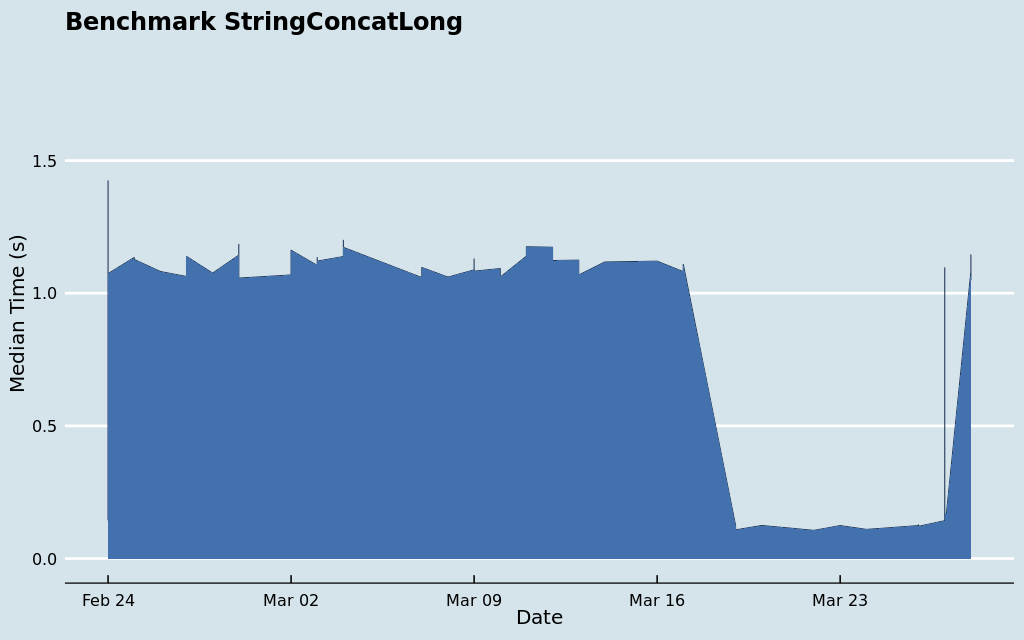 Benchmark StringConcatLong
1.5
1.0
0.5
0.0
Median Time (s)
Feb 24 Mar 02 Mar 09 Mar 16 Mar 23
Date